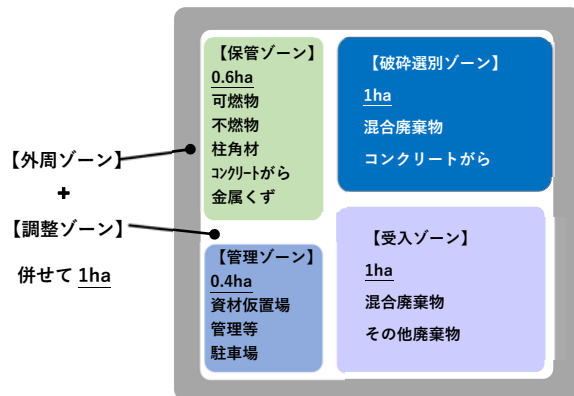 【保管ゾーン】
0.6ha
可燃物
不燃物
柱角材
ｺﾝｸﾘｰﾄがら
金属くず
【破砕選別ゾーン】
1ha
混合廃棄物
コンクリートがら
【外周ゾーン】
+
【調整ゾーン】
併せて 1ha
【管理ゾーン】
0.4ha
資材仮置場
管理等
駐車場
【受入ゾーン】
1ha
混合廃棄物
その他廃棄物